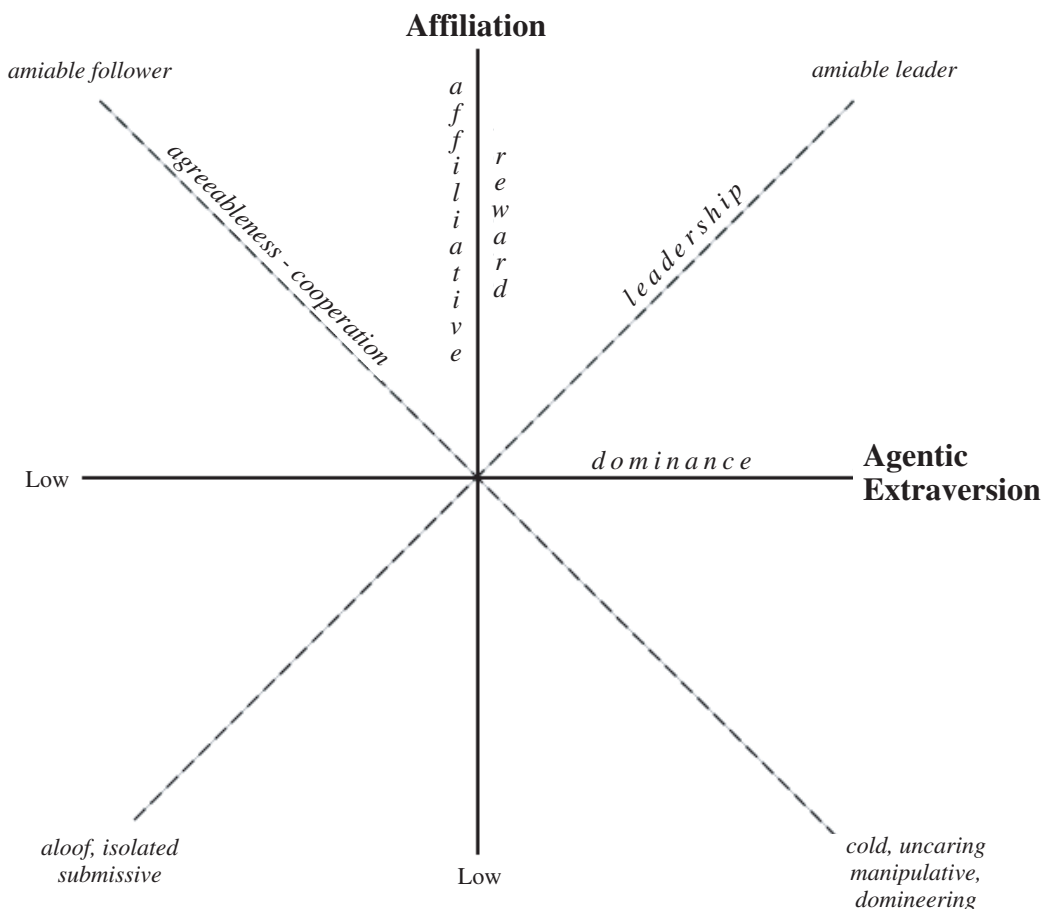 Affiliation
amiable follower
amiable leader
affiliative
reward
agreeableness - cooperation
leadership
dominance
Low
Agentic
Extraversion
aloof, isolated
submissive
Low
cold, uncaring
manipulative,
domineering